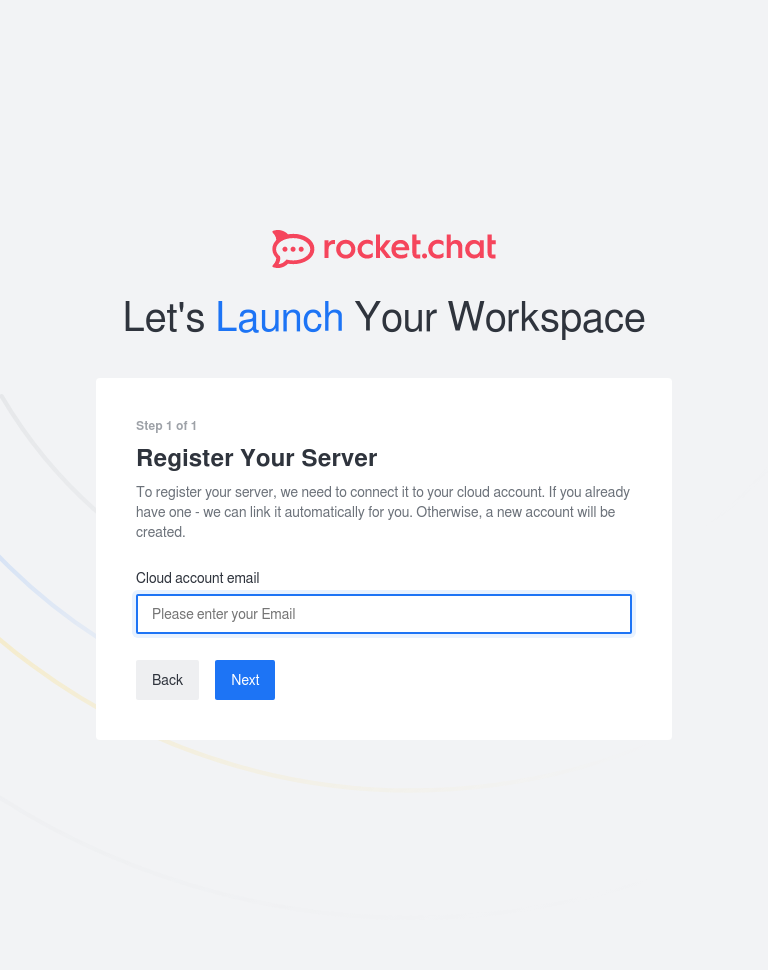 rocket.chat
Let's Launch Your Workspace
Step 1 of 1
Register Your Server
To register your server, we need to connect it to your cloud account. If you already
have one - we can link it automatically for you. Otherwise, a new account will be
created.
Cloud account email
Please enter your Email
Back
Next